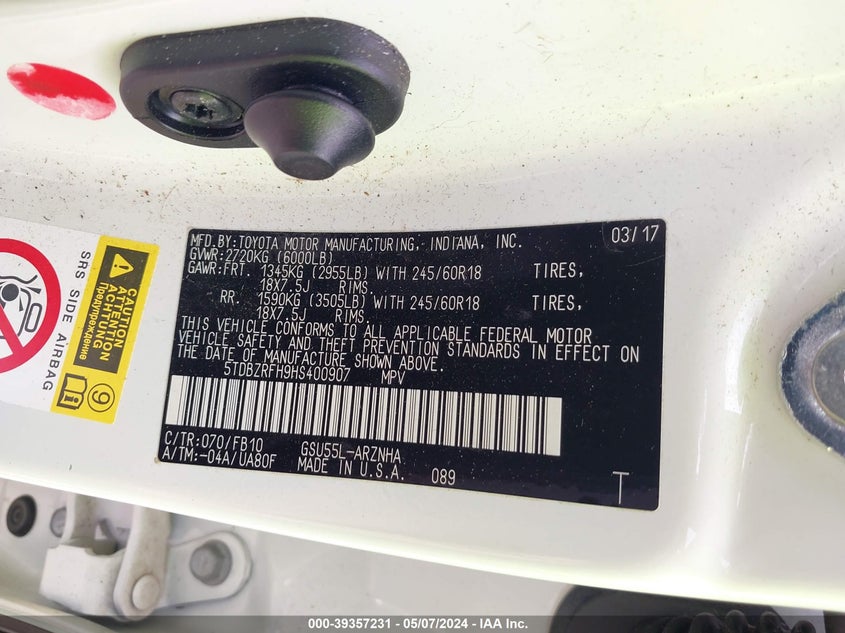 MFD.BY:TOYOTA MOTOR MANUFACTURING, INDIANA, INC. 03/17
GVWR:2720KG (6000LB)
GAWR:FRT. 1345KG (2955LB) WITH 245/60R18 TIRES,
18X7.5J RIMS.
RR. 1590KG (3505LB) WITH 245/60R18 TIRES,
18X7.5J RIMS.
THIS VEHICLE CONFORMS TO ALL APPLICABLE FEDERAL MOTOR
VEHICLE SAFETY AND THEFT PREVENTION STANDARDS IN EFFECT ON
THE DATE OF MANUFACTURE SHOWN ABOVE.
5TDBZRFH9HS400907 MPV
C/TR:070/FB10 GSU55L-ARZNHA
A/TM:-04A/UA80F MADE IN U.S.A. 089
T
SRS SIDE AIRBAG
CAUTION
ATTENTION
ACHTUNG
Предупреждение
9
000-39357231 - 05/07/2024 - IAA Inc.